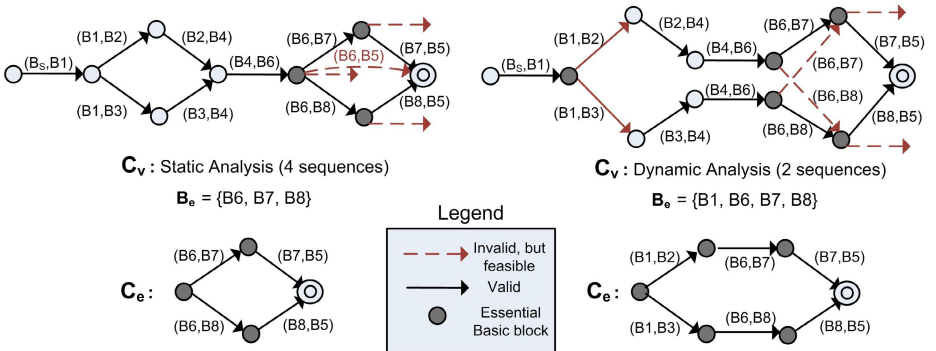 (B1,B2)
(B2,B4)
(B6,B7)
(B7,B5)
(B6,B5)
(BS,B1)
(B4,B6)
(B1,B3)
(B3,B4)
(B6,B8)
(B8,B5)
Cv : Static Analysis (4 sequences)
Be = {B6, B7, B8}
(B2,B4)
(B6,B7)
(B1,B2)
(B7,B5)
(B4,B6)
(B6,B7)
(BS,B1)
(B4,B6)
(B6,B8)
(B1,B3)
(B3,B4)
(B6,B8)
(B8,B5)
Cv : Dynamic Analysis (2 sequences)
Be = {B1, B6, B7, B8}
Legend
Invalid, but
feasible
Valid
Essential
Basic block
Ce :
(B6,B7)
(B7,B5)
(B6,B8)
(B8,B5)
Ce :
(B1,B2)
(B6,B7)
(B7,B5)
(B1,B3)
(B6,B8)
(B8,B5)